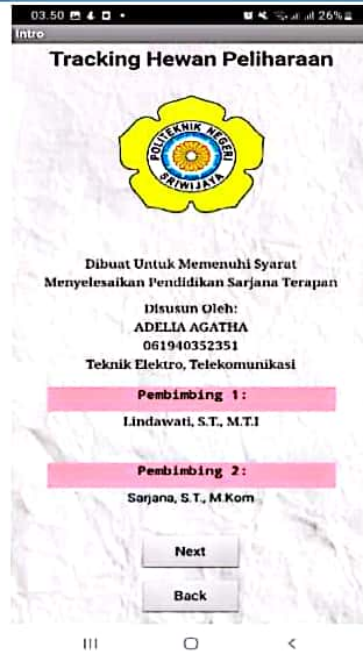 03.50
26%
Intro
Tracking Hewan Peliharaan
POLITEKNIK NEGERI
SRIWIJAYA
Dibuat Untuk Memenuhi Syarat
Menyelesaikan Pendidikan Sarjana Terapan
Disusun Oleh:
ADELIA AGATHA
061940352351
Teknik Elektro, Telekomunikasi
Pembimbing 1:
Lindawati, S.T., M.T.I
Pembimbing 2:
Sarjana, S.T., M.Kom
Next
Back